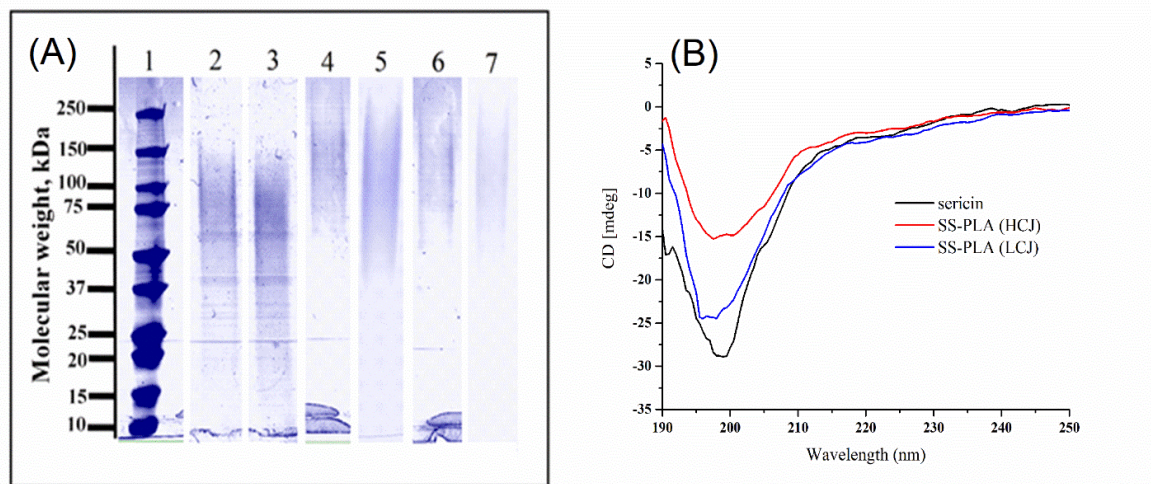 (A)
1 2 3 4 5 6 7
Molecular weight, kDa
250
150
100
75
50
37
25
20
15
10
(B)
CD [mdeg]
5
0
-5
-10
-15
-20
-25
-30
-35
sericin
SS-PLA (HCJ)
SS-PLA (LCJ)
190 200 210 220 230 240 250
Wavelength (nm)